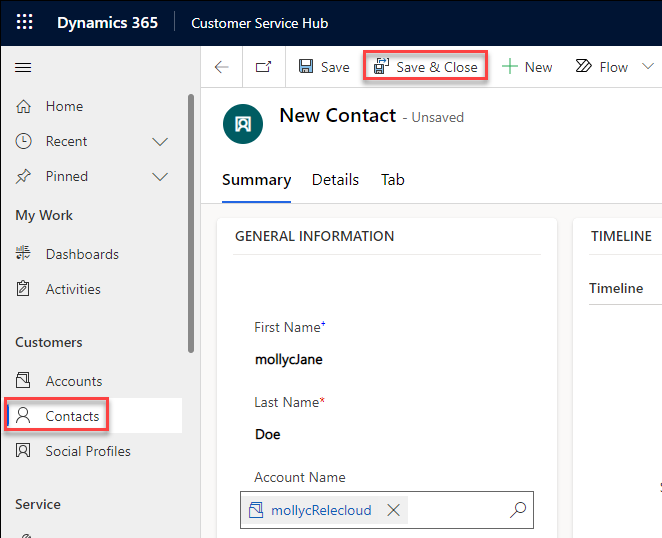 Dynamics 365 Customer Service Hub
Save Save & Close New Flow
New Contact - Unsaved
Summary Details Tab
Home
Recent
Pinned
My Work
Dashboards
Activities
Customers
Accounts
Contacts
Social Profiles
Service
GENERAL INFORMATION
First Name+
mollycJane
Last Name*
Doe
Account Name
mollycRelecloud
TIMELINE
Timeline